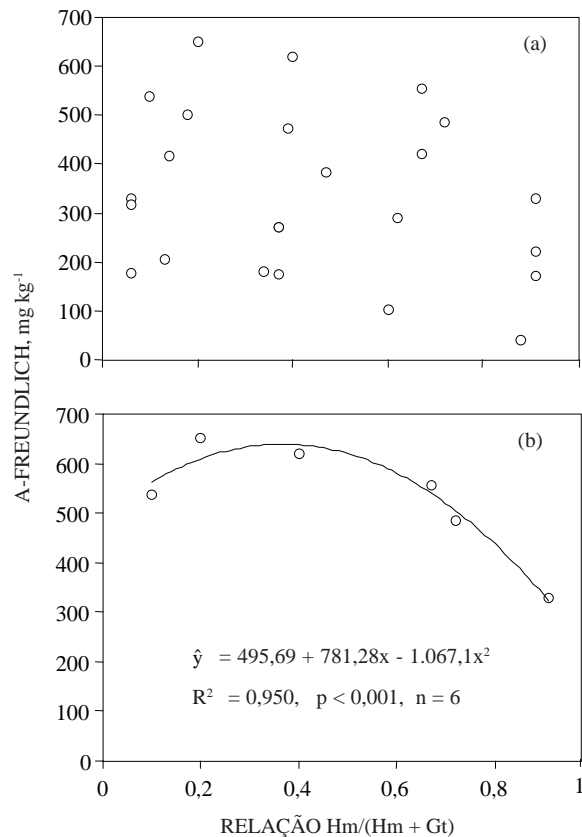 A-FREUNDLICH, mg kg⁻¹
700
(a)
600
500
400
300
200
100
0
700
(b)
600
500
400
300
200
100
0
ŷ = 495,69 + 781,28x - 1.067,1x²
R² = 0,950, p < 0,001, n = 6
0 0,2 0,4 0,6 0,8 1
RELAÇÃO Hm/(Hm + Gt)